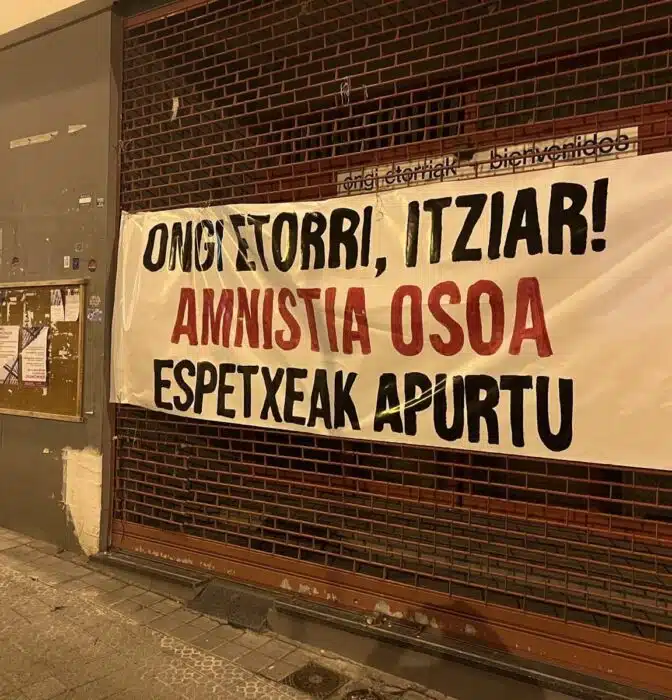 ongi etorriak bienvenidos
ONGI ETORRI, ITZIAR!
AMNISTIA OSOA
ESPETXEAK APURTU